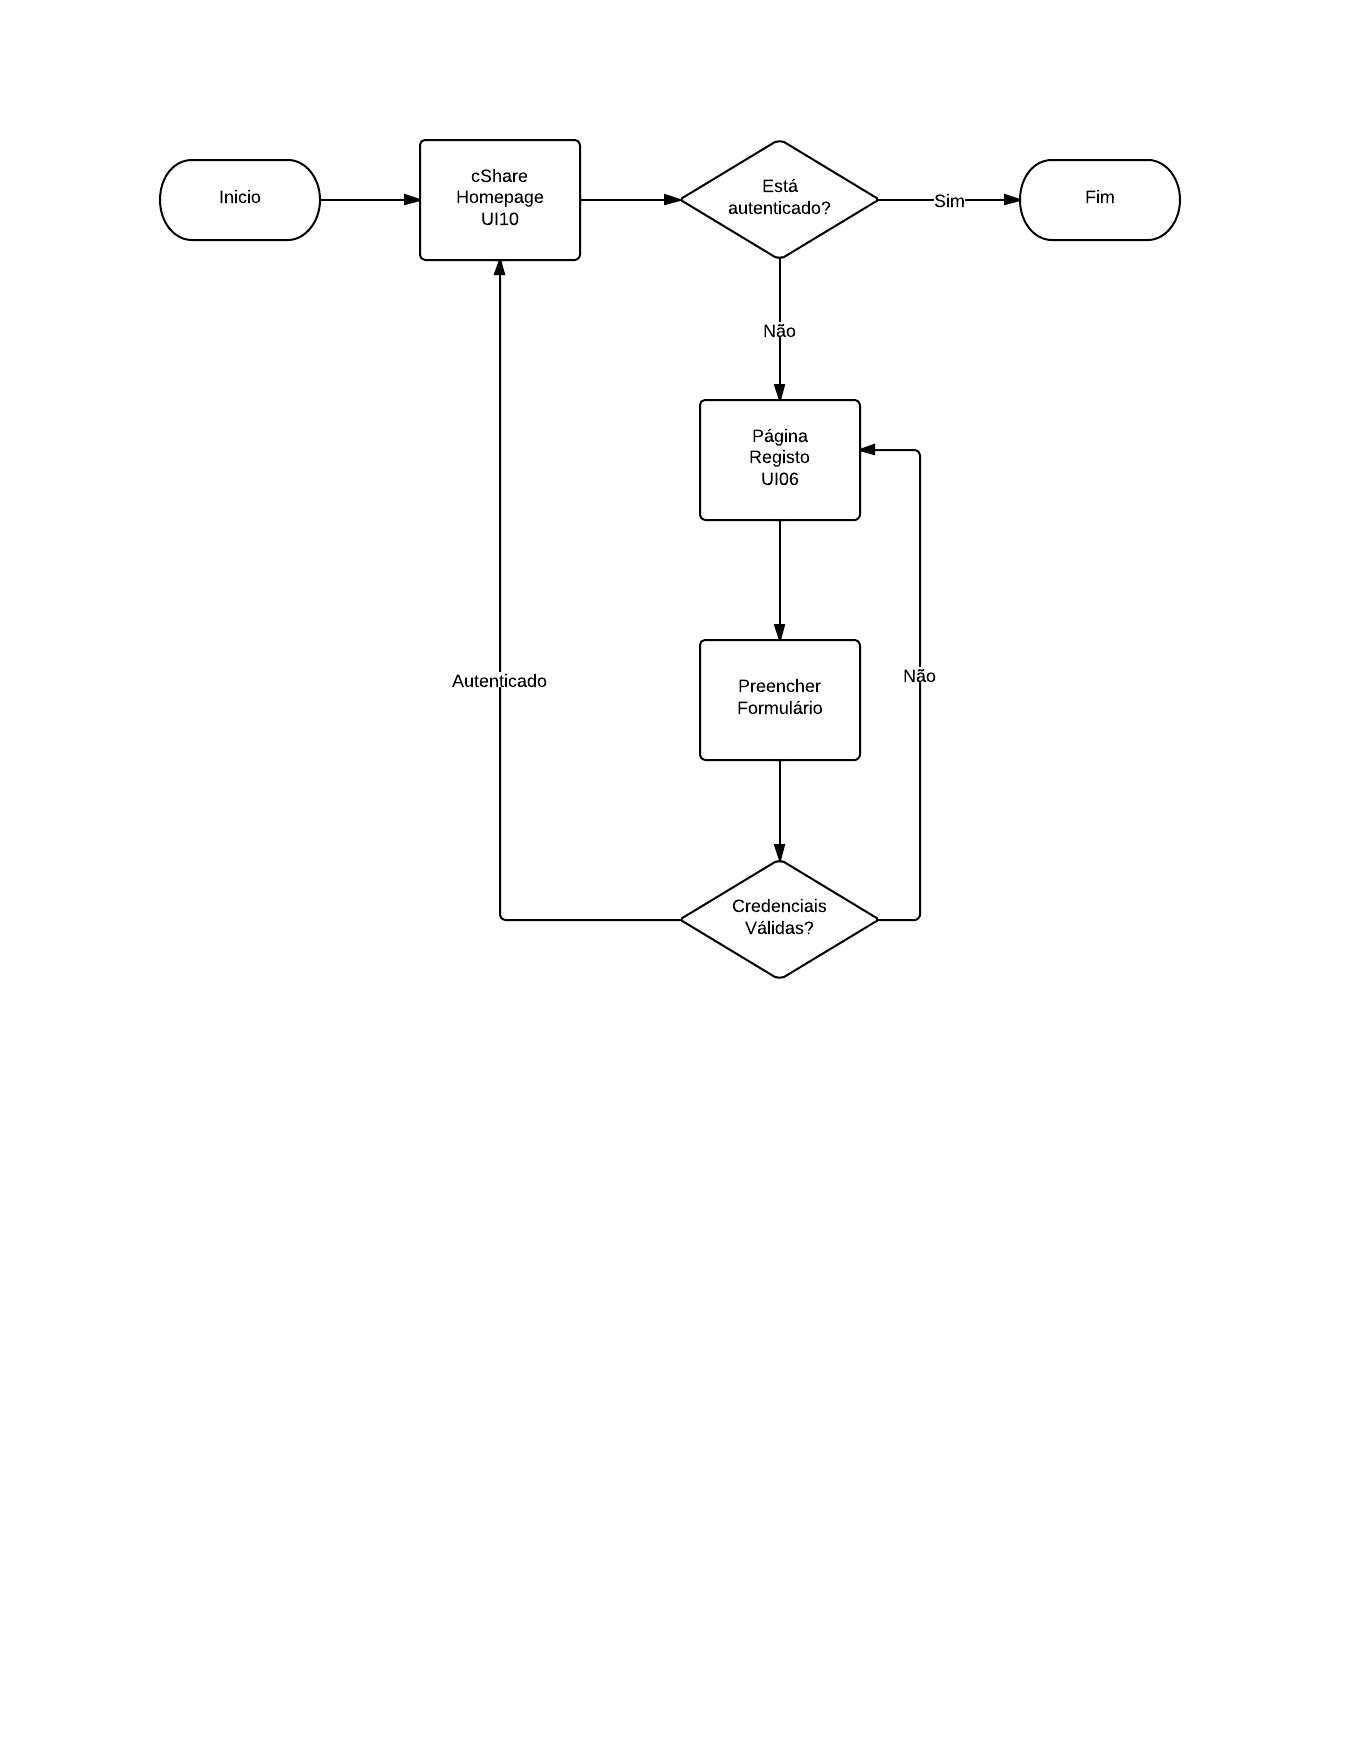 Inicio
cShare
Homepage
UI10
Está
autenticado?
Sim
Fim
Não
Página
Registo
UI06
Autenticado
Preencher
Formulário
Não
Credenciais
Válidas?